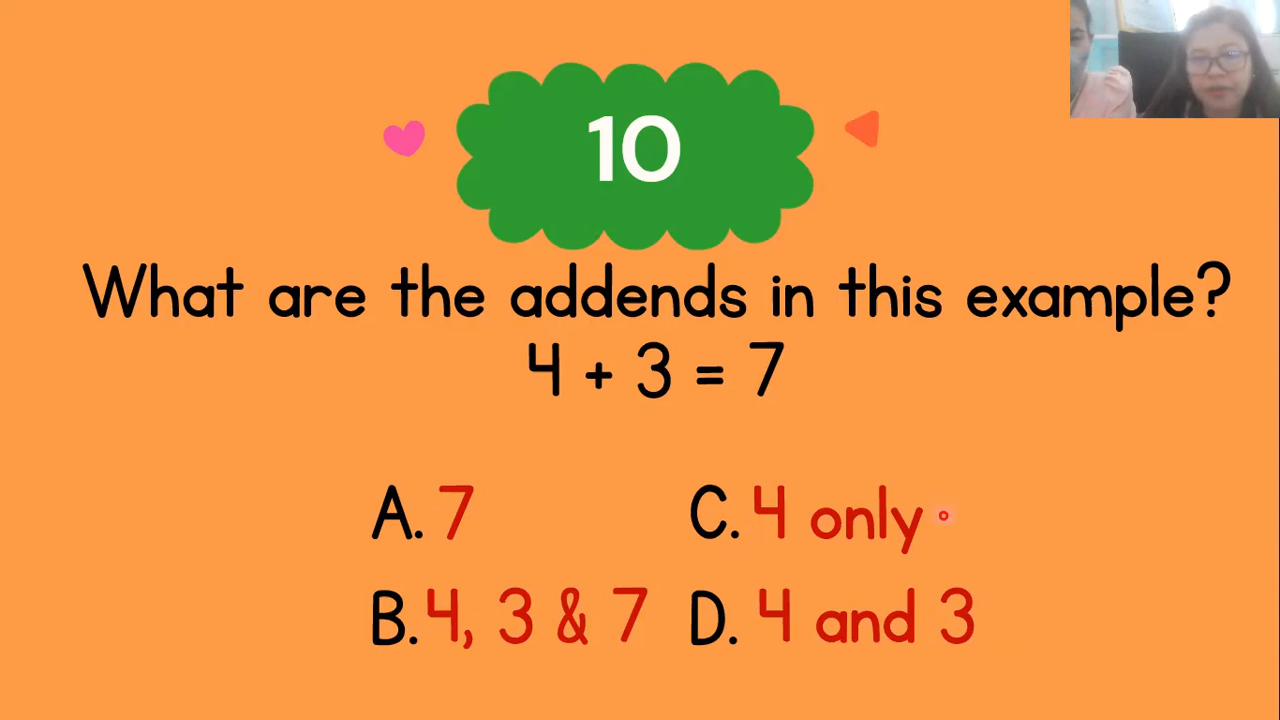 10
What are the addends in this example?
4 + 3 = 7
A. 7
C. 4 only
B. 4, 3 & 7
D. 4 and 3